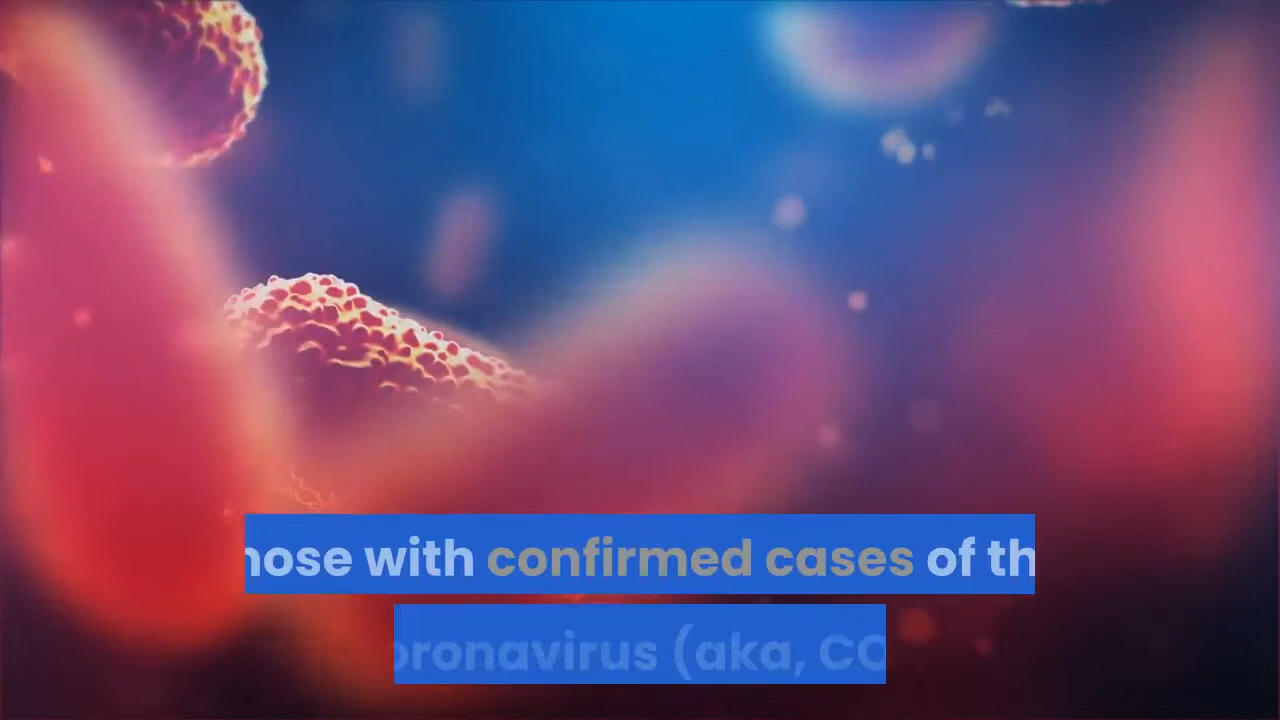 hose with confirmed cases of th
oronavirus (aka, CO